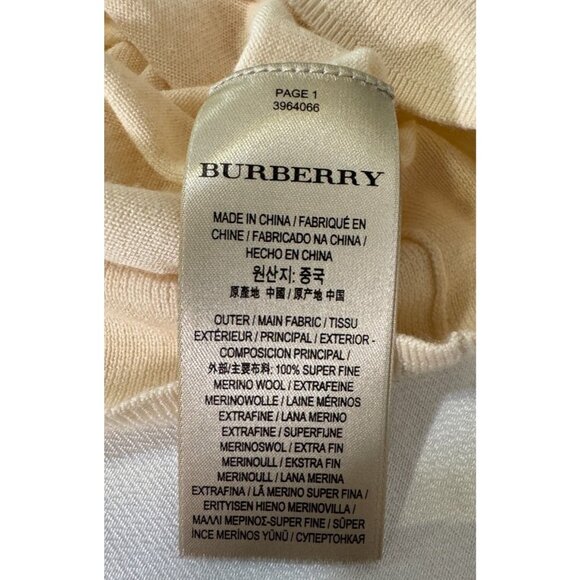 PAGE 1
3964066
BURBERRY
MADE IN CHINA / FABRIQUÉ EN
CHINE / FABRICADO NA CHINA /
HECHO EN CHINA
원산지: 중국
原產地 中國 / 原产地 中国
OUTER / MAIN FABRIC / TISSU
EXTÉRIEUR / PRINCIPAL / EXTERIOR -
COMPOSICION PRINCIPAL /
外部/主要布料: 100% SUPER FINE
MERINO WOOL / EXTRAFEINE
MERINOWOLLE / LAINE MÉRINOS
EXTRAFINE / LANA MERINO
EXTRAFINE / SUPERFIJNE
MERINOSWOL / EXTRA FIN
MERINOULL / EKSTRA FIN
MERINOULL / LANA MERINA
EXTRAFINA / LÃ MERINO SUPER FINA /
ERITYISEN HIENO MERINOVILLA /
ΜΑΛΛΙ ΜΕΡΙΝΟΣ-SUPER FINE / SÜPER
İNCE MERİNOS YÜNÜ / СУПЕРТОНКАЯ